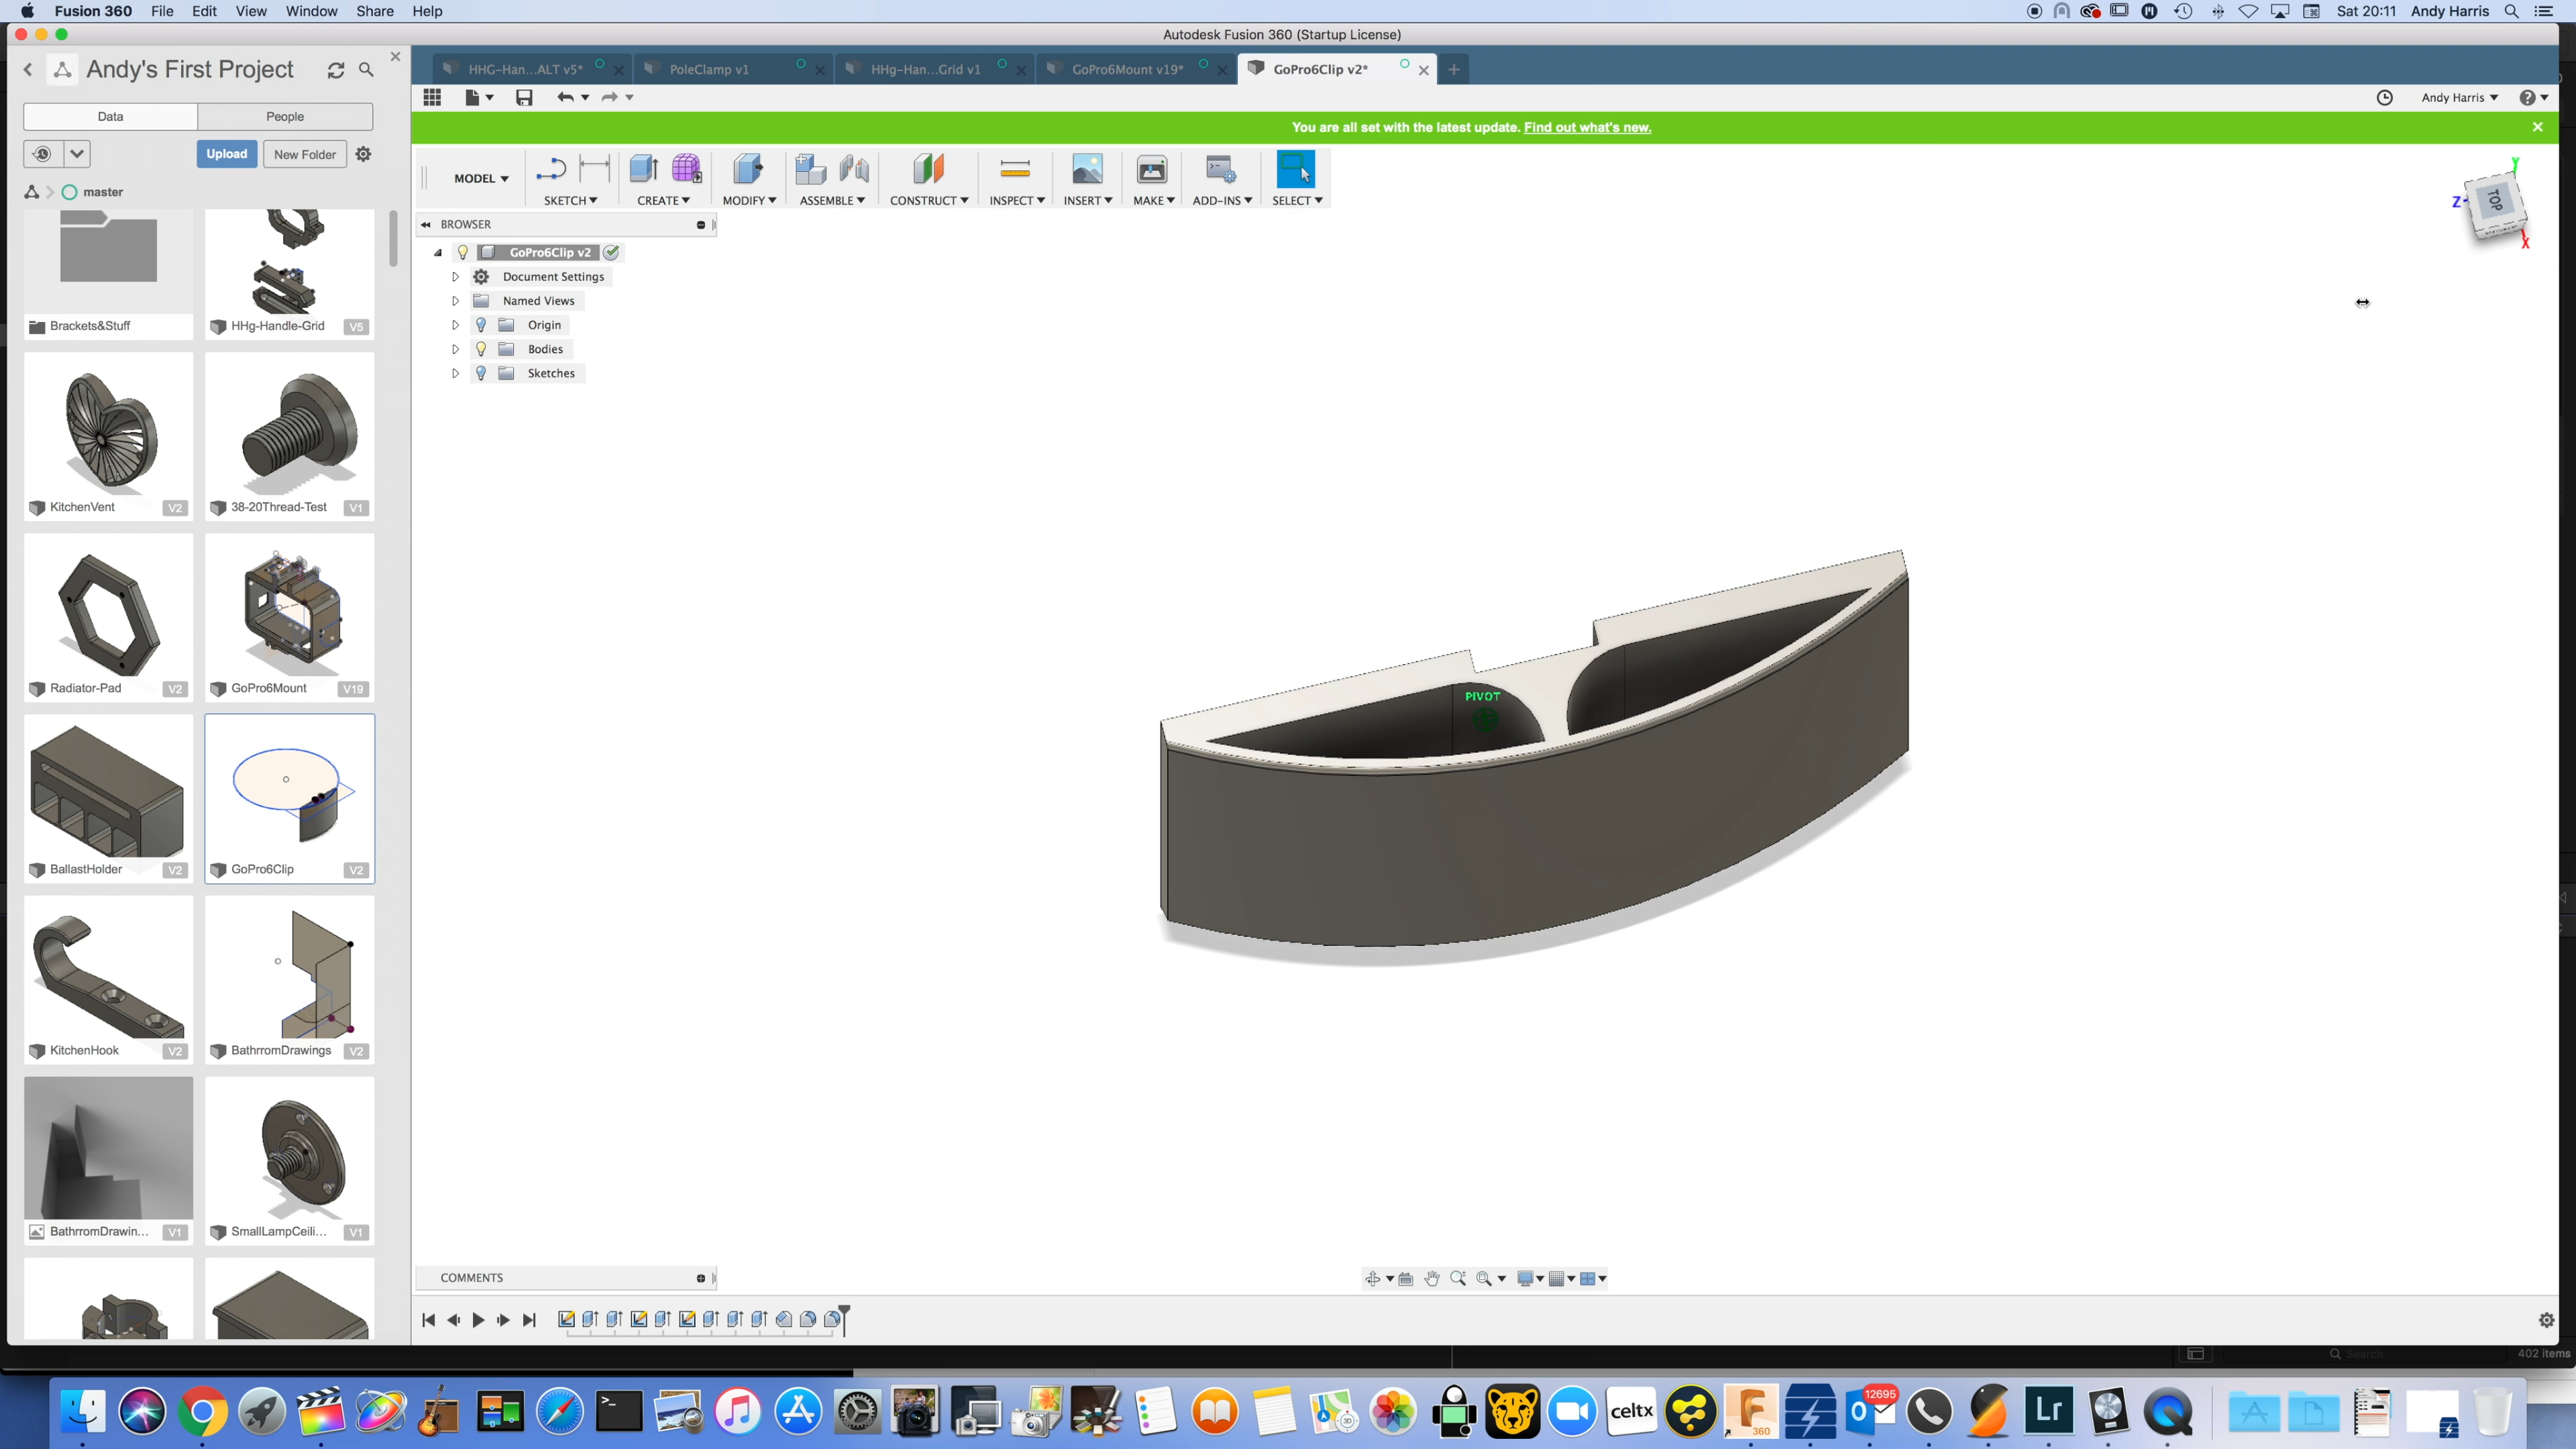 Fusion 360 File Edit View Window Share Help
Sat 20:11 Andy Harris
Autodesk Fusion 360 (Startup License)
Andy's First Project
HHG-Han...ALT v5*
PoleClamp v1
HHg-Han...Grid v1
GoPro6Mount v19*
GoPro6Clip v2*
Andy Harris
Data
People
You are all set with the latest update. Find out what's new.
Upload
New Folder
master
MODEL
SKETCH
CREATE
MODIFY
ASSEMBLE
CONSTRUCT
INSPECT
INSERT
MAKE
ADD-INS
SELECT
BROWSER
GoPro6Clip v2
Document Settings
Named Views
Origin
Bodies
Sketches
Y
Z
TOP
X
Brackets&Stuff
HHg-Handle-Grid V5
KitchenVent V2
38-20Thread-Test V1
Radiator-Pad V2
GoPro6Mount V19
BallastHolder V2
GoPro6Clip V2
KitchenHook V2
BathrromDrawings V2
BathrromDrawin... V1
SmallLampCeili... V1
PIVOT
COMMENTS
Search
402 items
celtx
360
12695
Lr